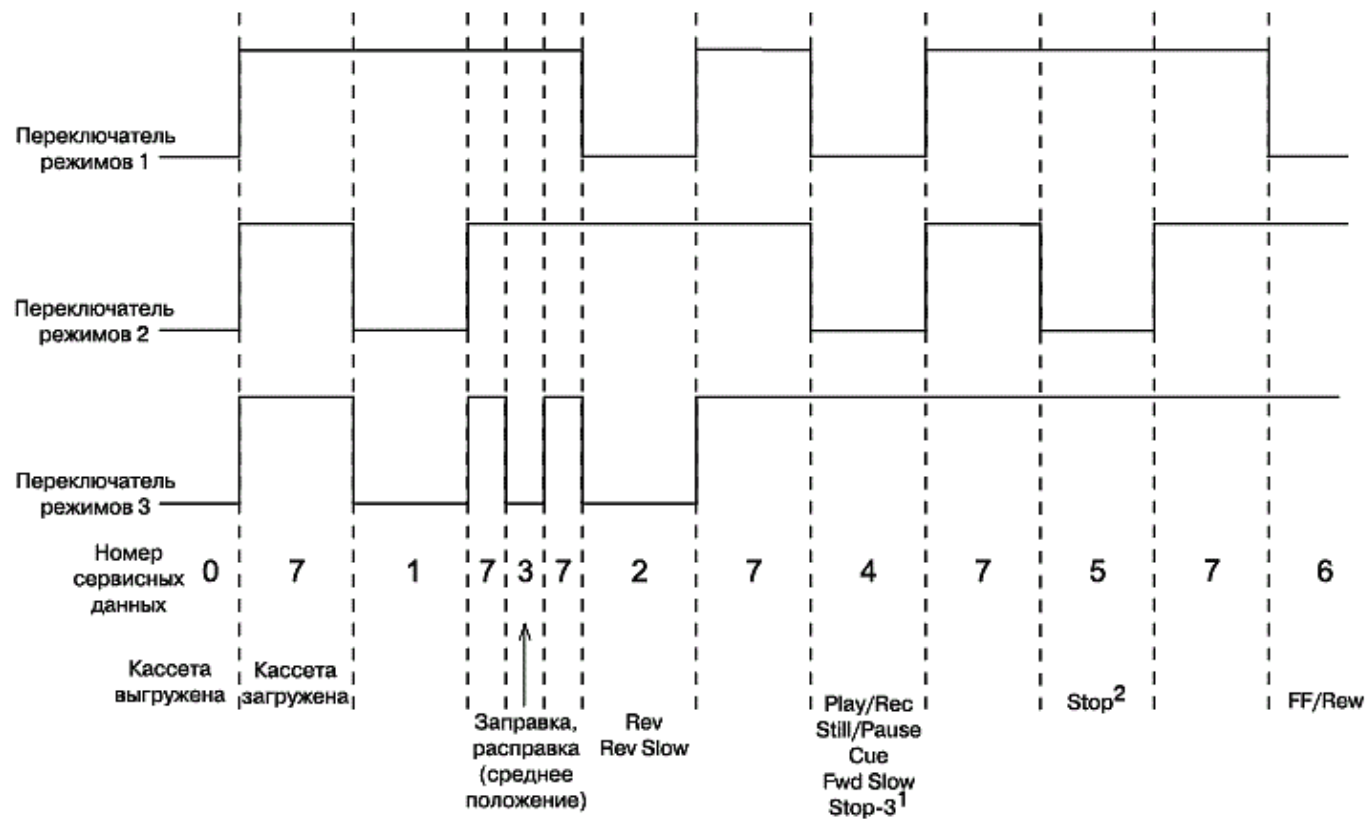 Переключатель
режимов 1
Переключатель
режимов 2
Переключатель
режимов 3
Номер
сервисных
данных
0 7 1 7 3 7 2 7 4 7 5 7 6
Кассета
выгружена
Кассета
загружена
Заправка,
расправка
(среднее
положение)
Rev
Rev Slow
Play/Rec
Still/Pause
Cue
Fwd Slow
Stop-3¹
Stop²
FF/Rew